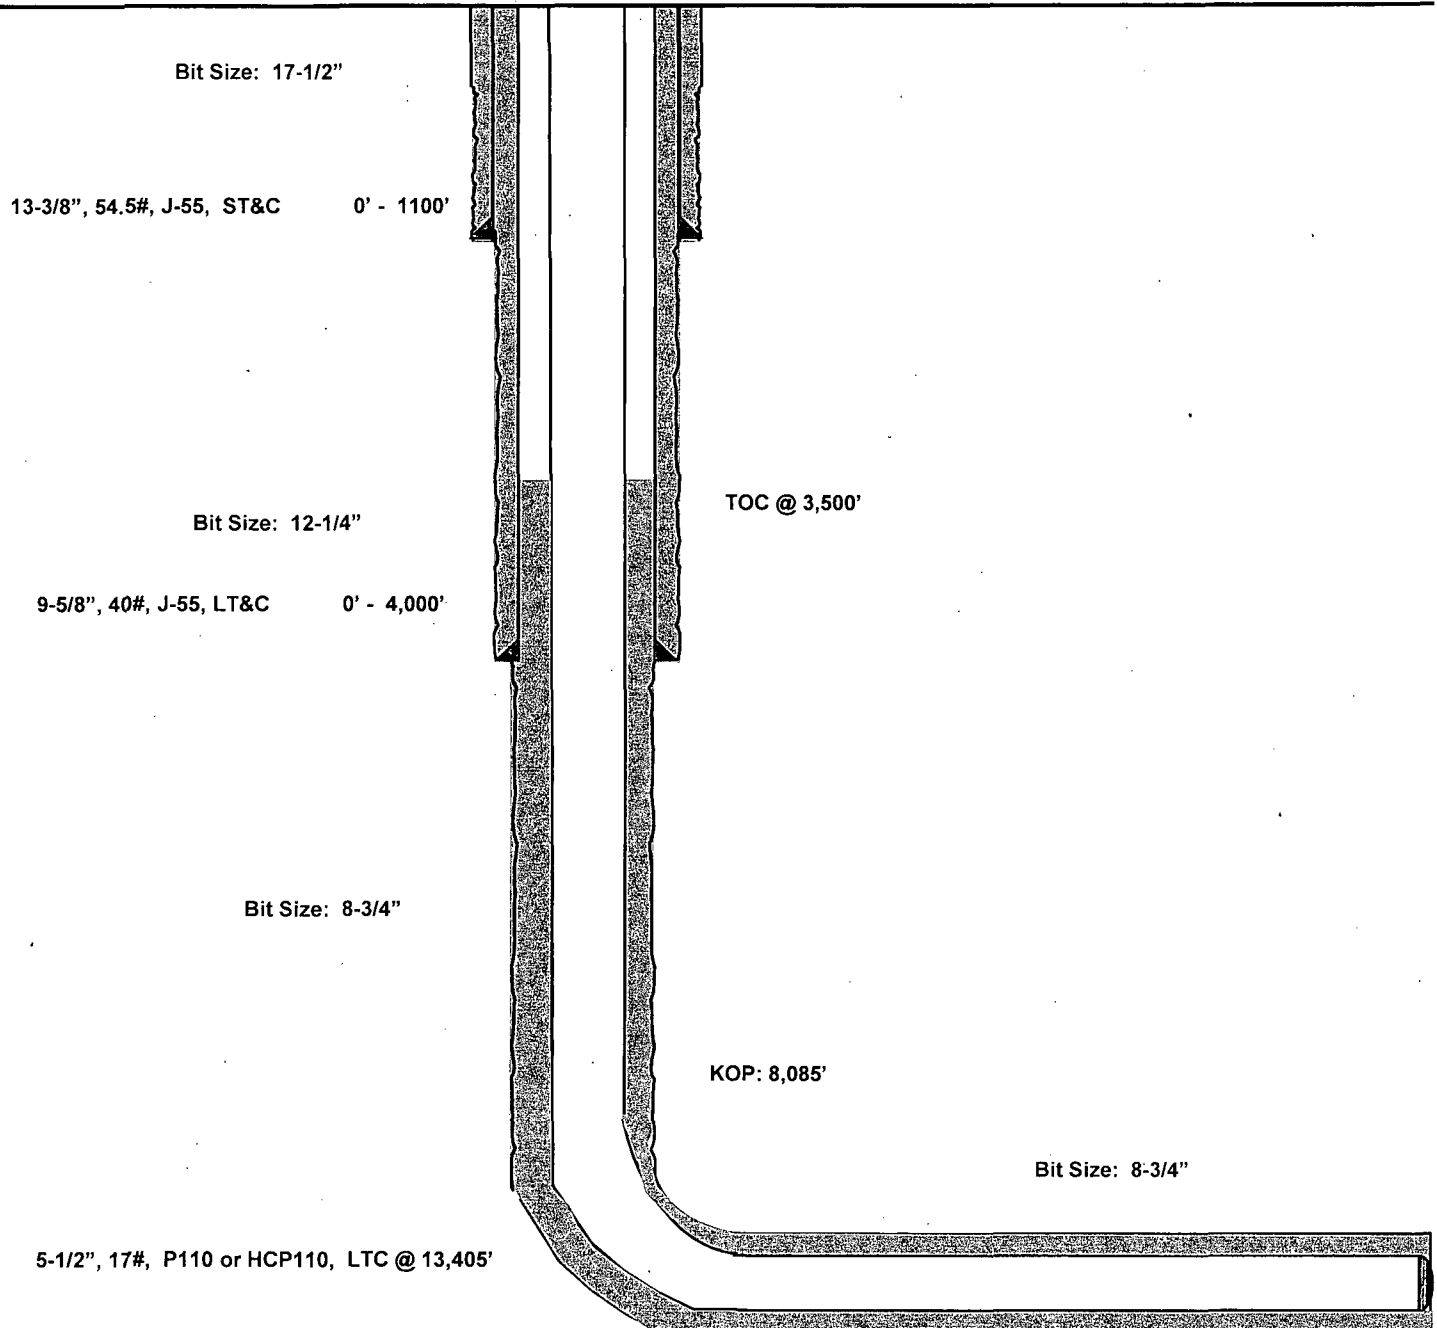 Bit Size: 17-1/2"
13-3/8", 54.5#, J-55, ST&C 0' - 1100'
TOC @ 3,500'
Bit Size: 12-1/4"
9-5/8", 40#, J-55, LT&C 0' - 4,000'
Bit Size: 8-3/4"
KOP: 8,085'
Bit Size: 8-3/4"
5-1/2", 17#, P110 or HCP110, LTC @ 13,405'